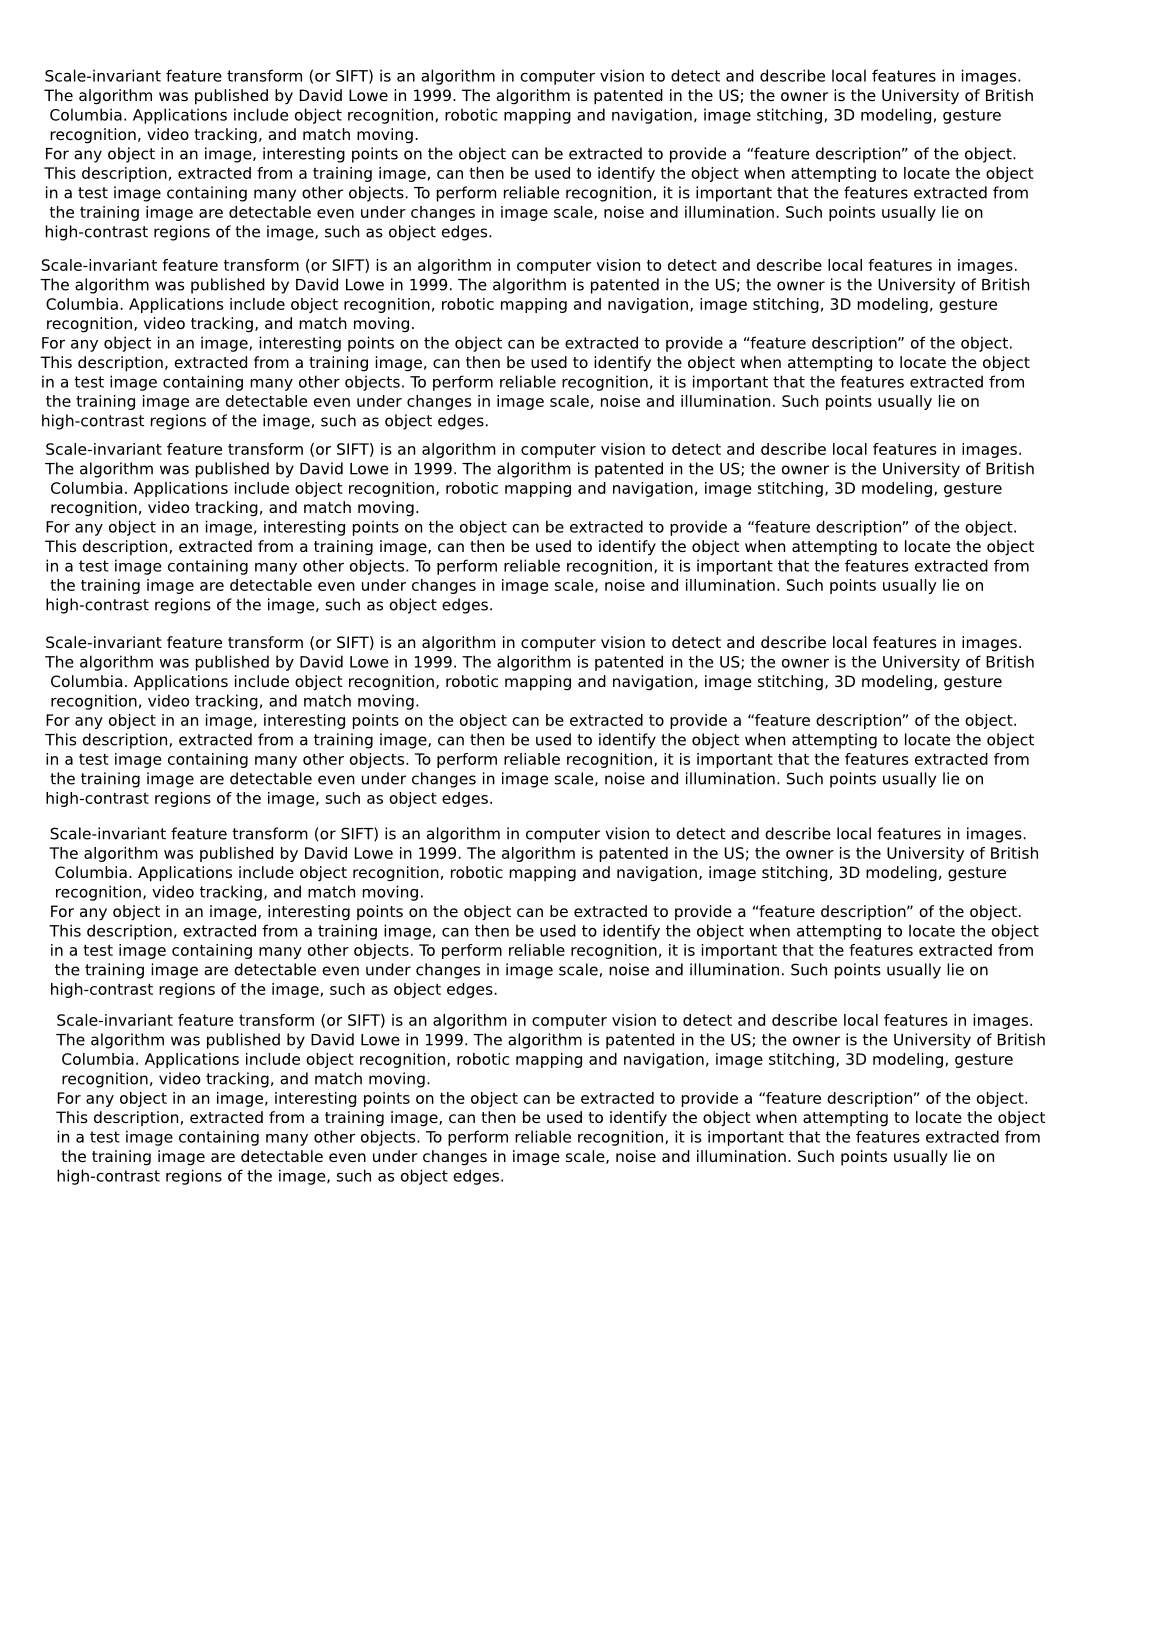 Scale-invariant feature transform (or SIFT) is an algorithm in computer vision to detect and describe local features in images.
The algorithm was published by David Lowe in 1999. The algorithm is patented in the US; the owner is the University of British
Columbia. Applications include object recognition, robotic mapping and navigation, image stitching, 3D modeling, gesture
recognition, video tracking, and match moving.
For any object in an image, interesting points on the object can be extracted to provide a “feature description” of the object.
This description, extracted from a training image, can then be used to identify the object when attempting to locate the object
in a test image containing many other objects. To perform reliable recognition, it is important that the features extracted from
the training image are detectable even under changes in image scale, noise and illumination. Such points usually lie on
high-contrast regions of the image, such as object edges.
Scale-invariant feature transform (or SIFT) is an algorithm in computer vision to detect and describe local features in images.
The algorithm was published by David Lowe in 1999. The algorithm is patented in the US; the owner is the University of British
Columbia. Applications include object recognition, robotic mapping and navigation, image stitching, 3D modeling, gesture
recognition, video tracking, and match moving.
For any object in an image, interesting points on the object can be extracted to provide a “feature description” of the object.
This description, extracted from a training image, can then be used to identify the object when attempting to locate the object
in a test image containing many other objects. To perform reliable recognition, it is important that the features extracted from
the training image are detectable even under changes in image scale, noise and illumination. Such points usually lie on
high-contrast regions of the image, such as object edges.
Scale-invariant feature transform (or SIFT) is an algorithm in computer vision to detect and describe local features in images.
The algorithm was published by David Lowe in 1999. The algorithm is patented in the US; the owner is the University of British
Columbia. Applications include object recognition, robotic mapping and navigation, image stitching, 3D modeling, gesture
recognition, video tracking, and match moving.
For any object in an image, interesting points on the object can be extracted to provide a “feature description” of the object.
This description, extracted from a training image, can then be used to identify the object when attempting to locate the object
in a test image containing many other objects. To perform reliable recognition, it is important that the features extracted from
the training image are detectable even under changes in image scale, noise and illumination. Such points usually lie on
high-contrast regions of the image, such as object edges.
Scale-invariant feature transform (or SIFT) is an algorithm in computer vision to detect and describe local features in images.
The algorithm was published by David Lowe in 1999. The algorithm is patented in the US; the owner is the University of British
Columbia. Applications include object recognition, robotic mapping and navigation, image stitching, 3D modeling, gesture
recognition, video tracking, and match moving.
For any object in an image, interesting points on the object can be extracted to provide a “feature description” of the object.
This description, extracted from a training image, can then be used to identify the object when attempting to locate the object
in a test image containing many other objects. To perform reliable recognition, it is important that the features extracted from
the training image are detectable even under changes in image scale, noise and illumination. Such points usually lie on
high-contrast regions of the image, such as object edges.
Scale-invariant feature transform (or SIFT) is an algorithm in computer vision to detect and describe local features in images.
The algorithm was published by David Lowe in 1999. The algorithm is patented in the US; the owner is the University of British
Columbia. Applications include object recognition, robotic mapping and navigation, image stitching, 3D modeling, gesture
recognition, video tracking, and match moving.
For any object in an image, interesting points on the object can be extracted to provide a “feature description” of the object.
This description, extracted from a training image, can then be used to identify the object when attempting to locate the object
in a test image containing many other objects. To perform reliable recognition, it is important that the features extracted from
the training image are detectable even under changes in image scale, noise and illumination. Such points usually lie on
high-contrast regions of the image, such as object edges.
Scale-invariant feature transform (or SIFT) is an algorithm in computer vision to detect and describe local features in images.
The algorithm was published by David Lowe in 1999. The algorithm is patented in the US; the owner is the University of British
Columbia. Applications include object recognition, robotic mapping and navigation, image stitching, 3D modeling, gesture
recognition, video tracking, and match moving.
For any object in an image, interesting points on the object can be extracted to provide a “feature description” of the object.
This description, extracted from a training image, can then be used to identify the object when attempting to locate the object
in a test image containing many other objects. To perform reliable recognition, it is important that the features extracted from
the training image are detectable even under changes in image scale, noise and illumination. Such points usually lie on
high-contrast regions of the image, such as object edges.